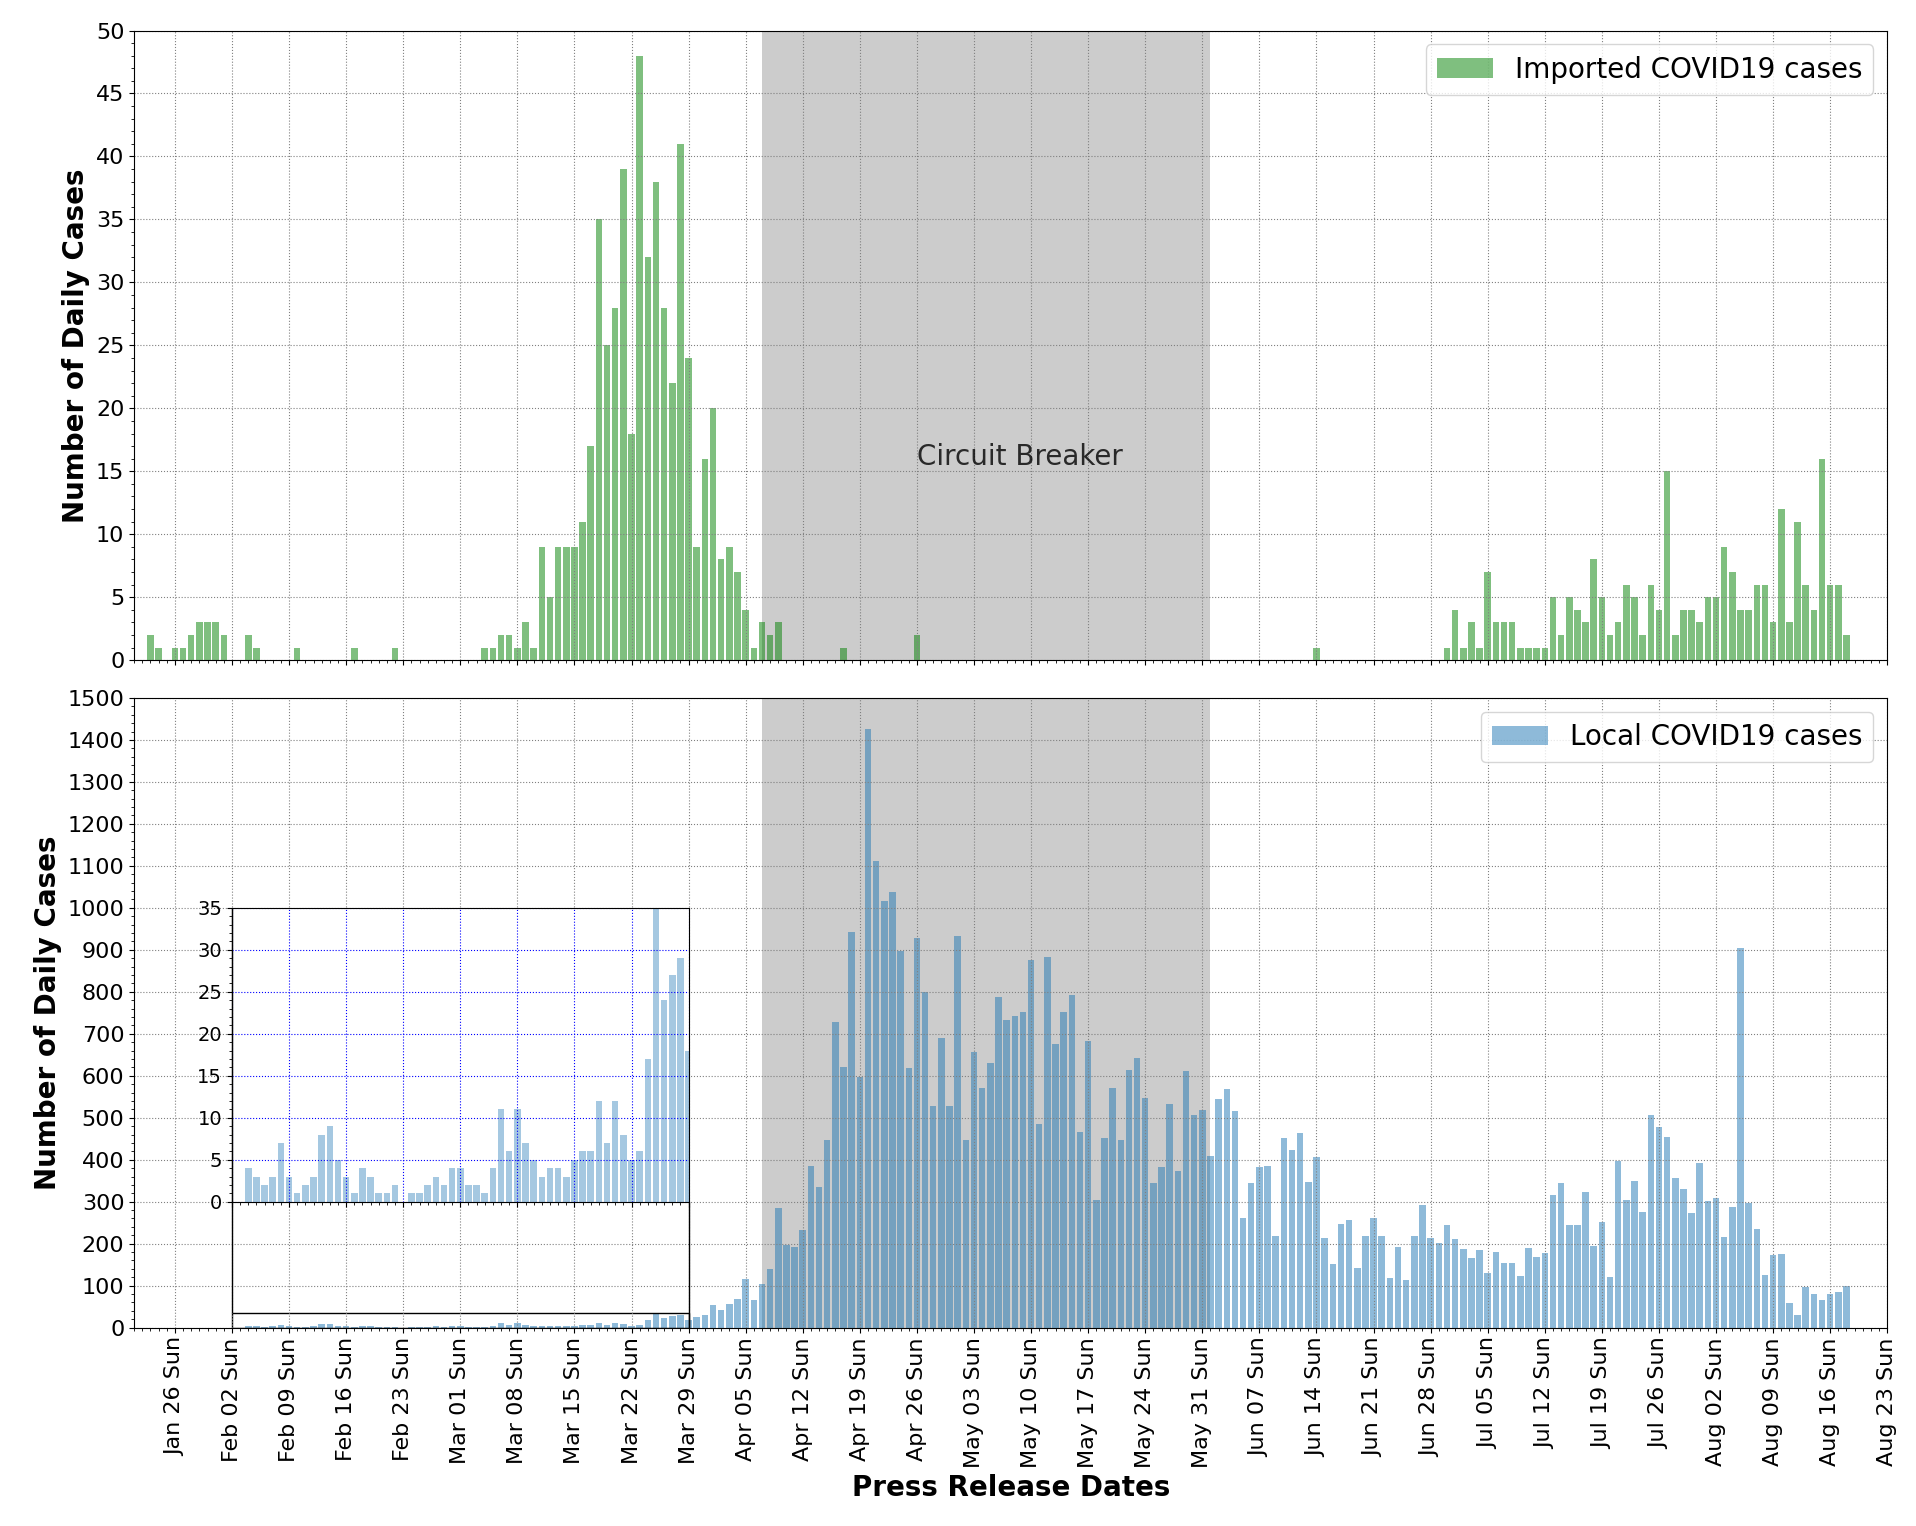 50
45
40
35
30
25
20
15
10
5
0
Number of Daily Cases
Imported COVID19 cases
Circuit Breaker
1500
1400
1300
1200
1100
1000
900
800
700
600
500
400
300
200
100
0
Number of Daily Cases
Local COVID19 cases
35
30
25
20
15
10
5
0
Jan 26 Sun
Feb 02 Sun
Feb 09 Sun
Feb 16 Sun
Feb 23 Sun
Mar 01 Sun
Mar 08 Sun
Mar 15 Sun
Mar 22 Sun
Mar 29 Sun
Apr 05 Sun
Apr 12 Sun
Apr 19 Sun
Apr 26 Sun
May 03 Sun
May 10 Sun
May 17 Sun
May 24 Sun
May 31 Sun
Jun 07 Sun
Jun 14 Sun
Jun 21 Sun
Jun 28 Sun
Jul 05 Sun
Jul 12 Sun
Jul 19 Sun
Jul 26 Sun
Aug 02 Sun
Aug 09 Sun
Aug 16 Sun
Aug 23 Sun
Press Release Dates